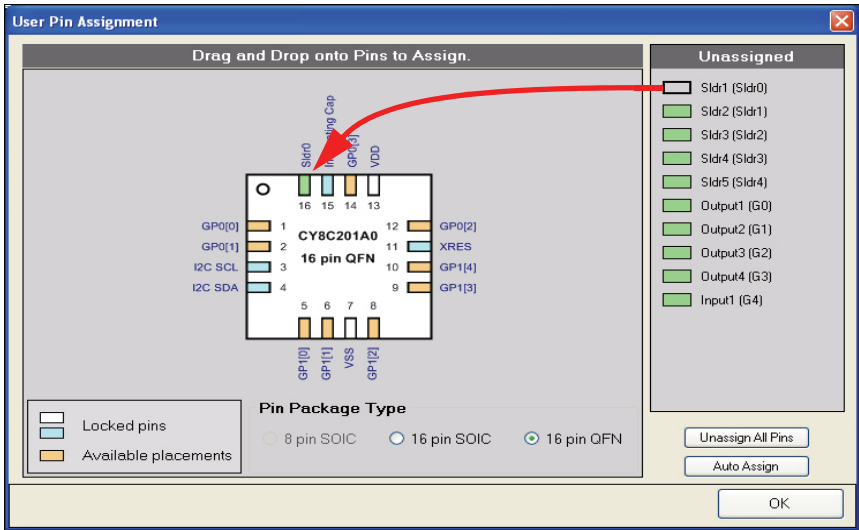 User Pin Assignment
Drag and Drop onto Pins to Assign.
Unassigned
Sldr1 (Sldr0)
Sldr2 (Sldr1)
Sldr3 (Sldr2)
Sldr4 (Sldr3)
Sldr5 (Sldr4)
Output1 (G0)
Output2 (G1)
Output3 (G2)
Output4 (G3)
Input1 (G4)
Sldr0
GP0[3]
VDD
16 15 14 13
GP0[0] 1
GP0[1] 2
I2C SCL 3
I2C SDA 4
CY8C201A0
16 pin QFN
12 GP0[2]
11 XRES
10 GP1[4]
9 GP1[3]
5 6 7 8
GP1[0]
GP1[1]
VSS
GP1[2]
Locked pins
Available placements
Pin Package Type
8 pin SOIC
16 pin SOIC
16 pin QFN
Unassign All Pins
Auto Assign
OK